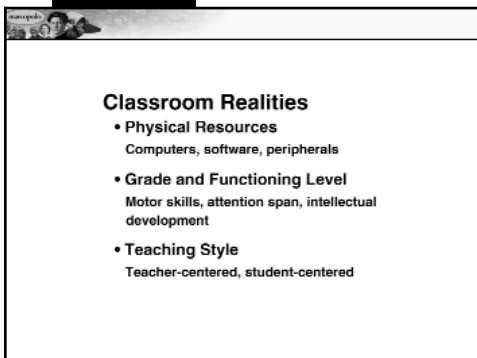 marcopolo
Classroom Realities
• Physical Resources
Computers, software, peripherals
• Grade and Functioning Level
Motor skills, attention span, intellectual
development
• Teaching Style
Teacher-centered, student-centered